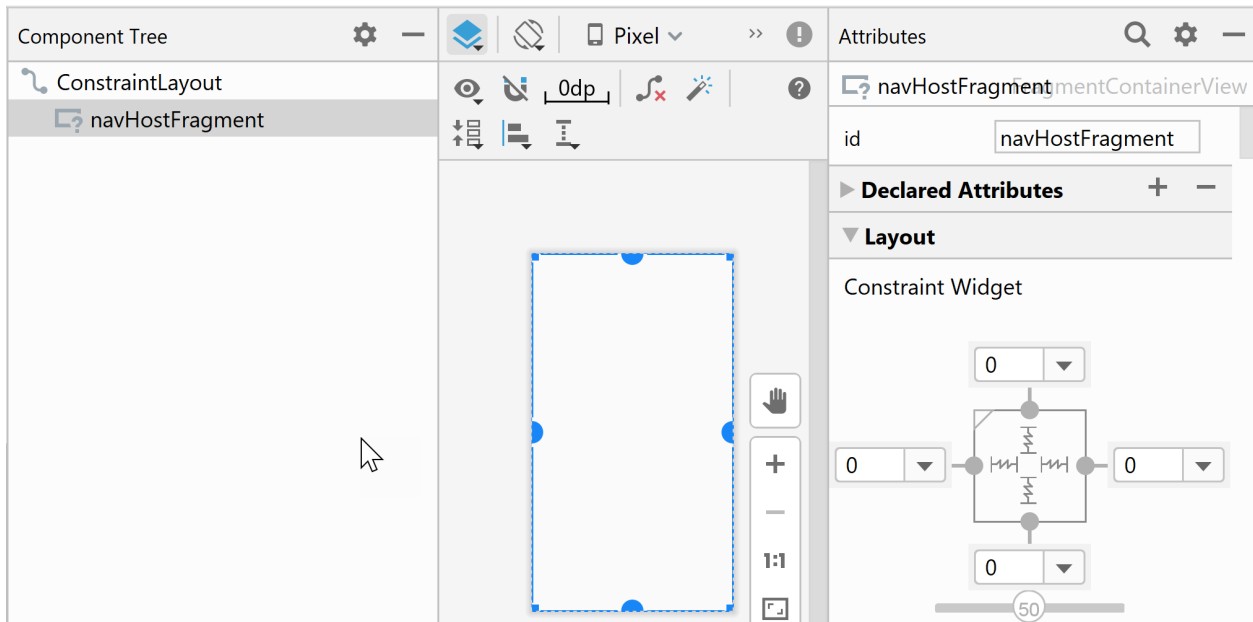 Component Tree
ConstraintLayout
navHostFragment
Pixel
0dp
1:1
Attributes
navHostFragment FragmentContainerView
id navHostFragment
Declared Attributes
Layout
Constraint Widget
0
0 0
0
50